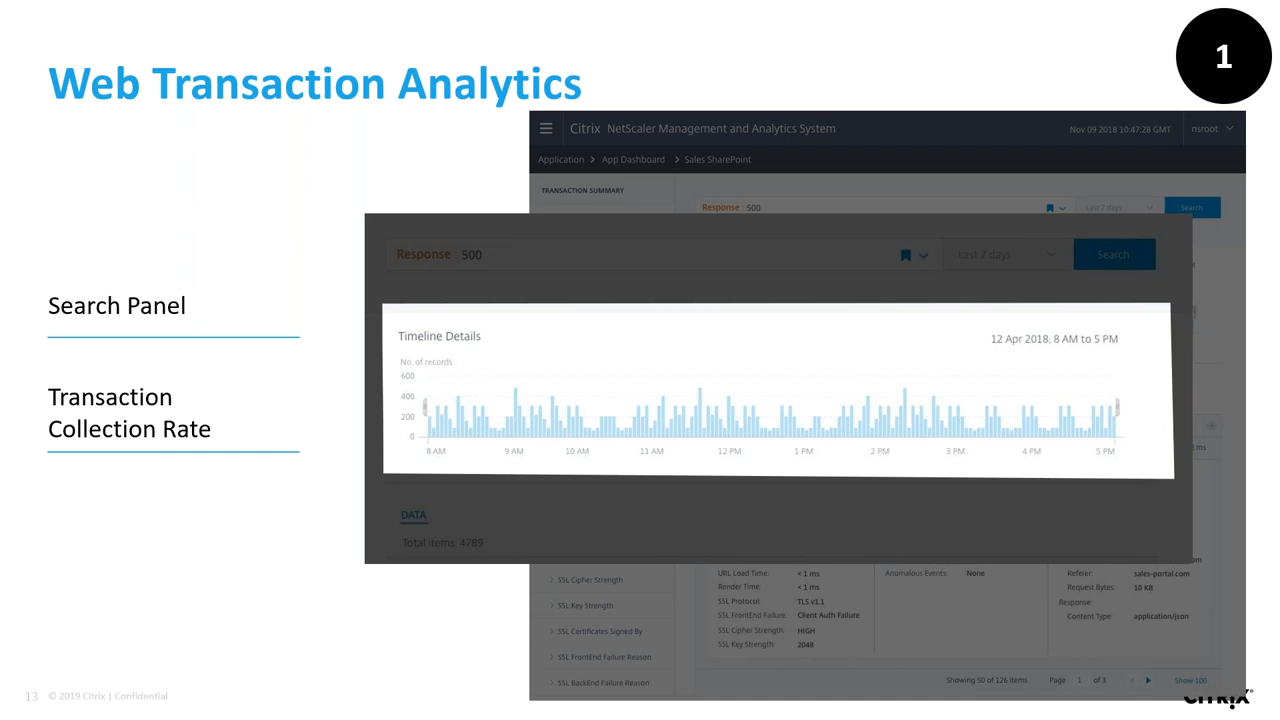 1
Web Transaction Analytics
Citrix NetScaler Management and Analytics System
Nov 09 2018 10:47:28 GMT
nsroot
Application > App Dashboard > Sales SharePoint
TRANSACTION SUMMARY
Response : 500
Last 7 days
Search
Response : 500
Last 7 days
Search
Search Panel
Transaction
Collection Rate
Timeline Details
12 Apr 2018, 8 AM to 5 PM
No. of records
600
400
200
0
8 AM 9 AM 10 AM 11 AM 12 PM 1 PM 2 PM 3 PM 4 PM 5 PM
ms
DATA
Total items: 4789
om
SSL Cipher Strength
SSL Key Strength
SSL Certificates Signed By
SSL FrontEnd Failure Reason
SSL BackEnd Failure Reason
URL Load Time: < 1 ms
Render Time: < 1 ms
SSL Protocol: TLS v1.1
SSL FrontEnd Failure: Client Auth Failure
SSL Cipher Strength: HIGH
SSL Key Strength: 2048
Anomalous Events: None
Refeler: sales-portal.com
Request Bytes: 10 KB
Response:
Content Type: application/json
Showing 50 of 126 items Page 1 of 3 Show 100
13 © 2019 Citrix | Confidential
CITRIX